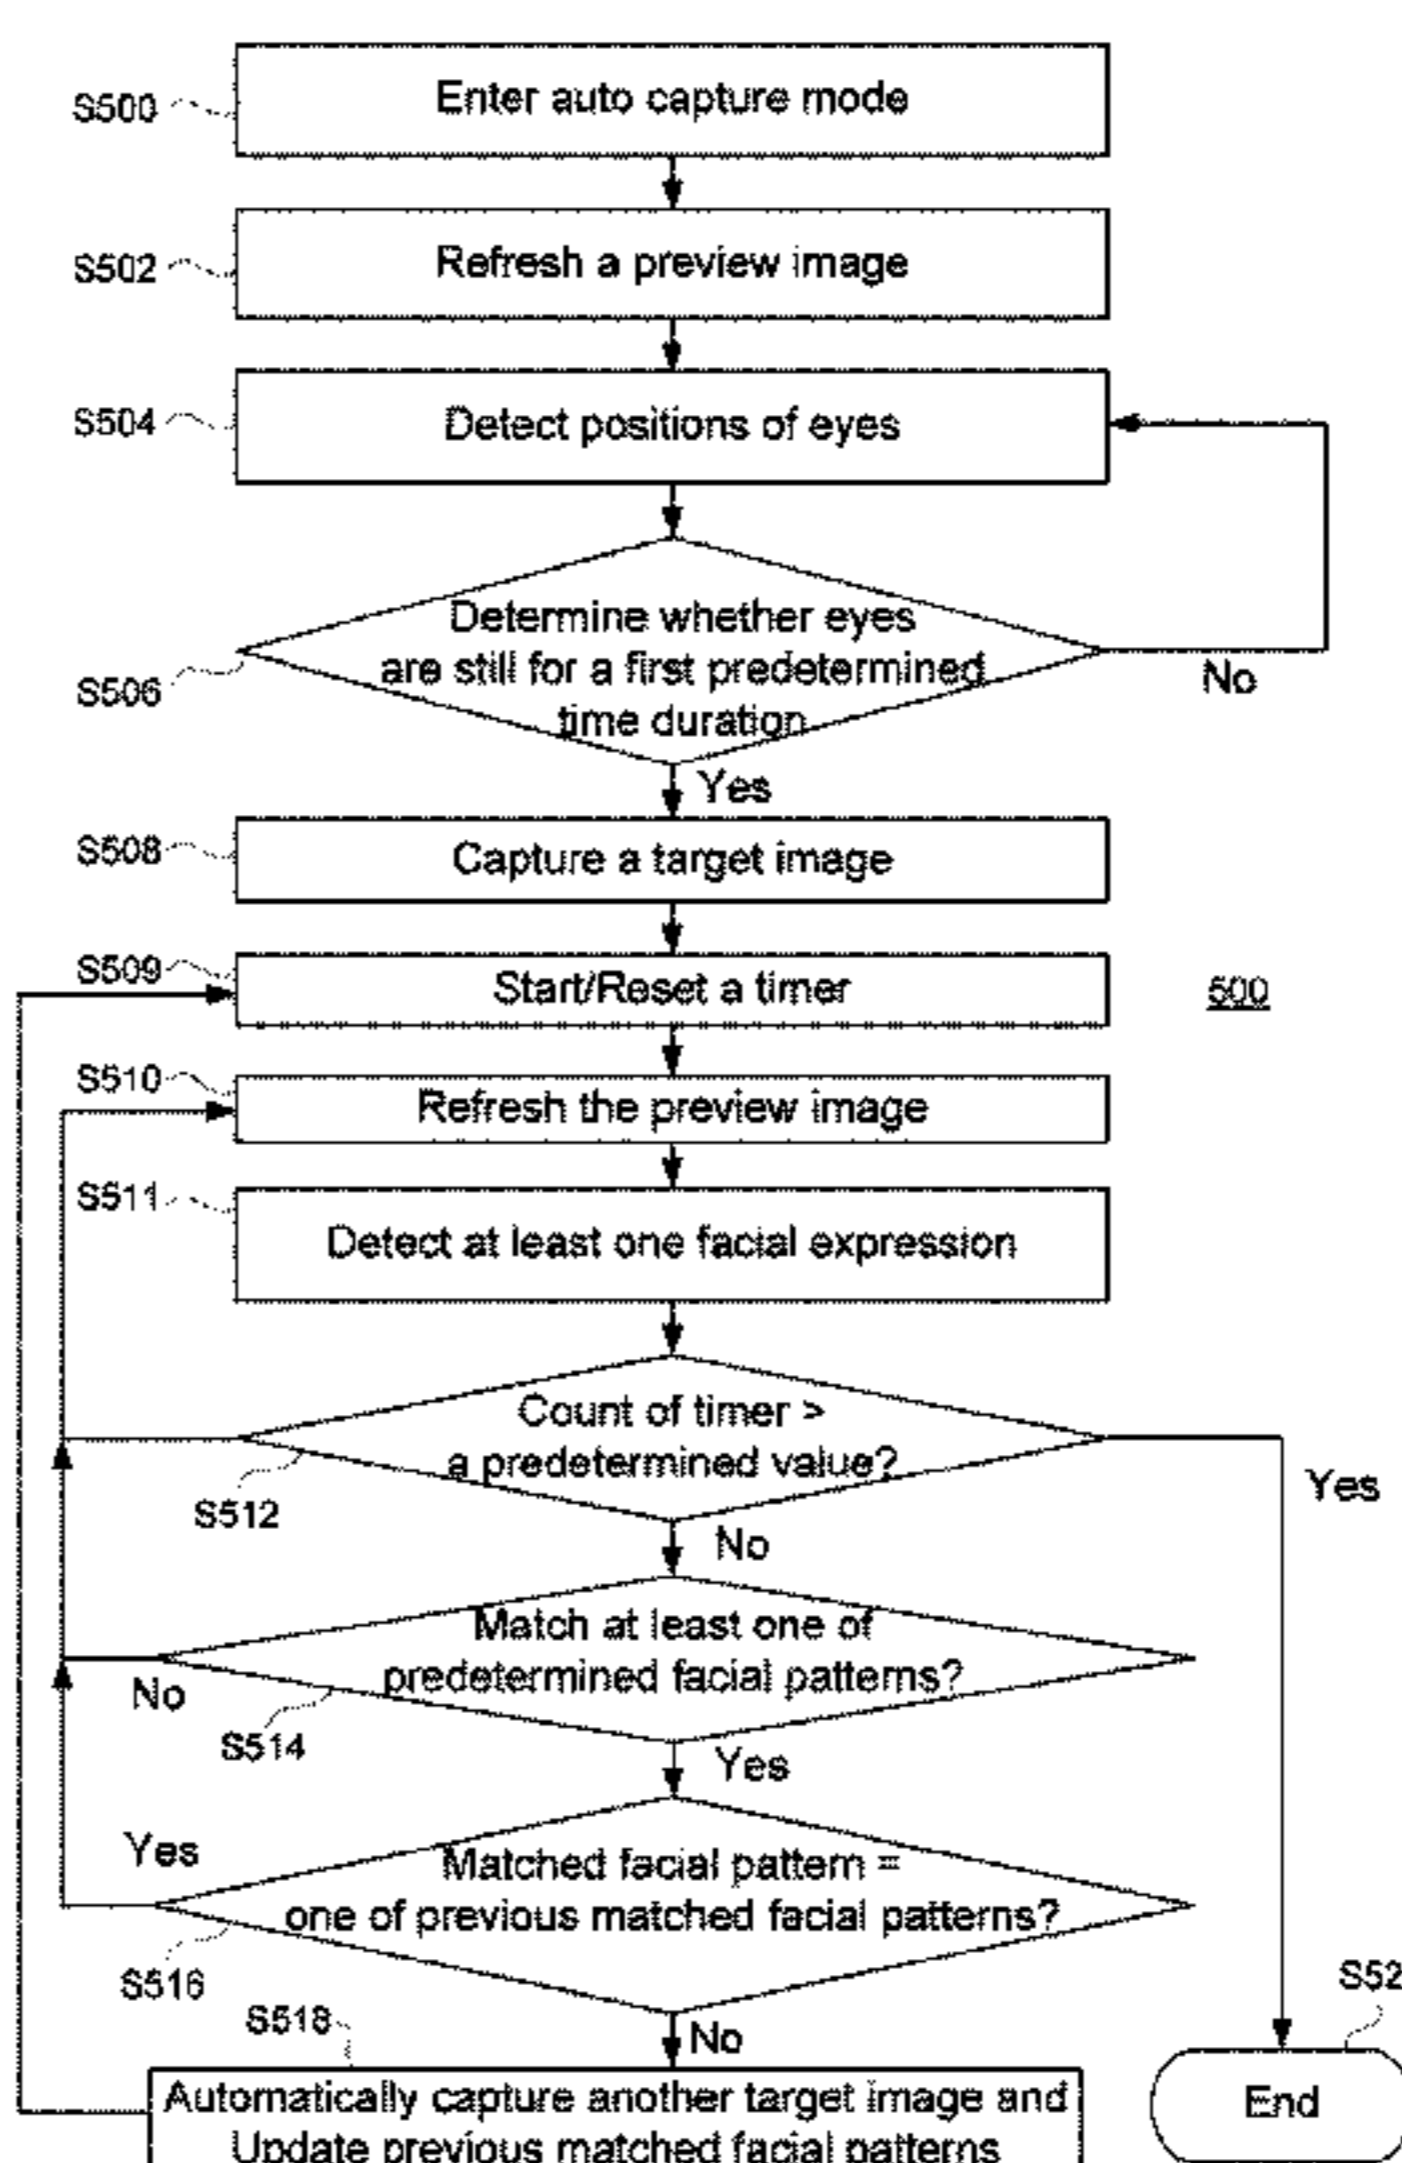 S500
Enter auto capture mode
S502
Refresh a preview image
S504
Detect positions of eyes
Determine whether eyes
are still for a first predetermined
time duration
S506
No
Yes
S508
Capture a target image
S509
Start/Reset a timer
500
S510
Refresh the preview image
S511
Detect at least one facial expression
Count of timer >
a predetermined value?
S512
Yes
No
Match at least one of
predetermined facial patterns?
No
S514
Yes
Yes
Matched facial pattern =
one of previous matched facial patterns?
S516
S518
No
S52
Automatically capture another target image and
Update previous matched facial patterns
End